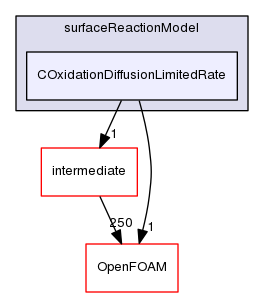 surfaceReactionModel
COxidationDiffusionLimitedRate
1
intermediate
250
1
OpenFOAM